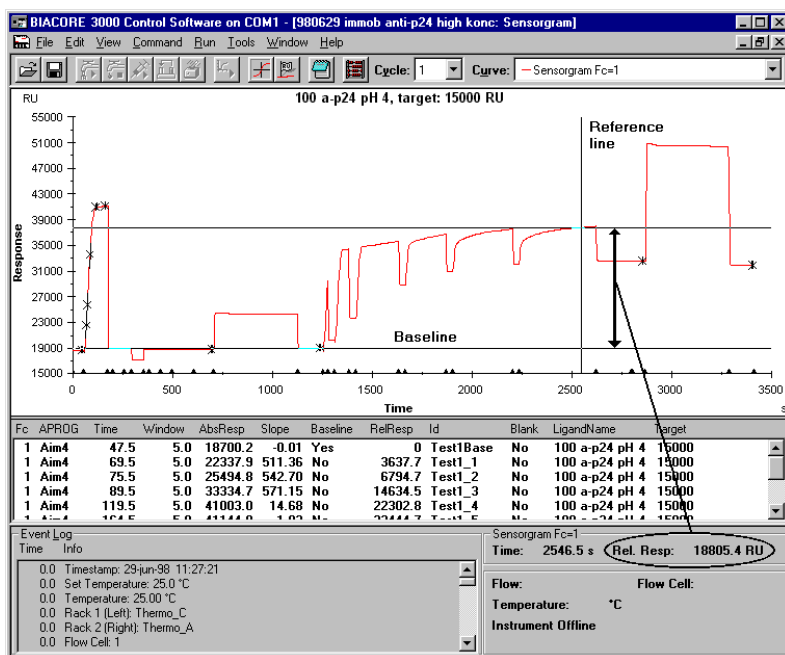 BIACORE 3000 Control Software on COM1 - [980629 immob anti-p24 high konc: Sensorgram]
File Edit View Command Run Tools Window Help
Cycle: 1 Curve: Sensorgram Fc=1
RU 100 a-p24 pH 4, target: 15000 RU
55000
51000
47000
43000
39000
35000
31000
27000
23000
19000
15000
Response
Reference
line
Baseline
0 500 1000 1500 2000 2500 3000 3500
Time s
Fc APROG Time Window AbsResp Slope Baseline RelResp Id Blank LigandName Target
1 Aim4 47.5 5.0 18700.2 -0.01 Yes 0 Test1Base No 100 a-p24 pH 4 15000
1 Aim4 69.5 5.0 22337.9 511.36 No 3637.7 Test1_1 No 100 a-p24 pH 4 15000
1 Aim4 75.5 5.0 25494.8 542.70 No 6794.7 Test1_2 No 100 a-p24 pH 4 15000
1 Aim4 89.5 5.0 33334.7 571.15 No 14634.5 Test1_3 No 100 a-p24 pH 4 15000
1 Aim4 119.5 5.0 41003.0 14.68 No 22302.8 Test1_4 No 100 a-p24 pH 4 15000
Event Log
Time Info
0.0 Timestamp: 29-jun-98 11:27:21
0.0 Set Temperature: 25.0 °C
0.0 Temperature: 25.00 °C
0.0 Rack 1 (Left): Thermo_C
0.0 Rack 2 (Right): Thermo_A
0.0 Flow Cell: 1
Sensorgram Fc=1
Time: 2546.5 s Rel. Resp: 18805.4 RU
Flow: Flow Cell:
Temperature: °C
Instrument Offline